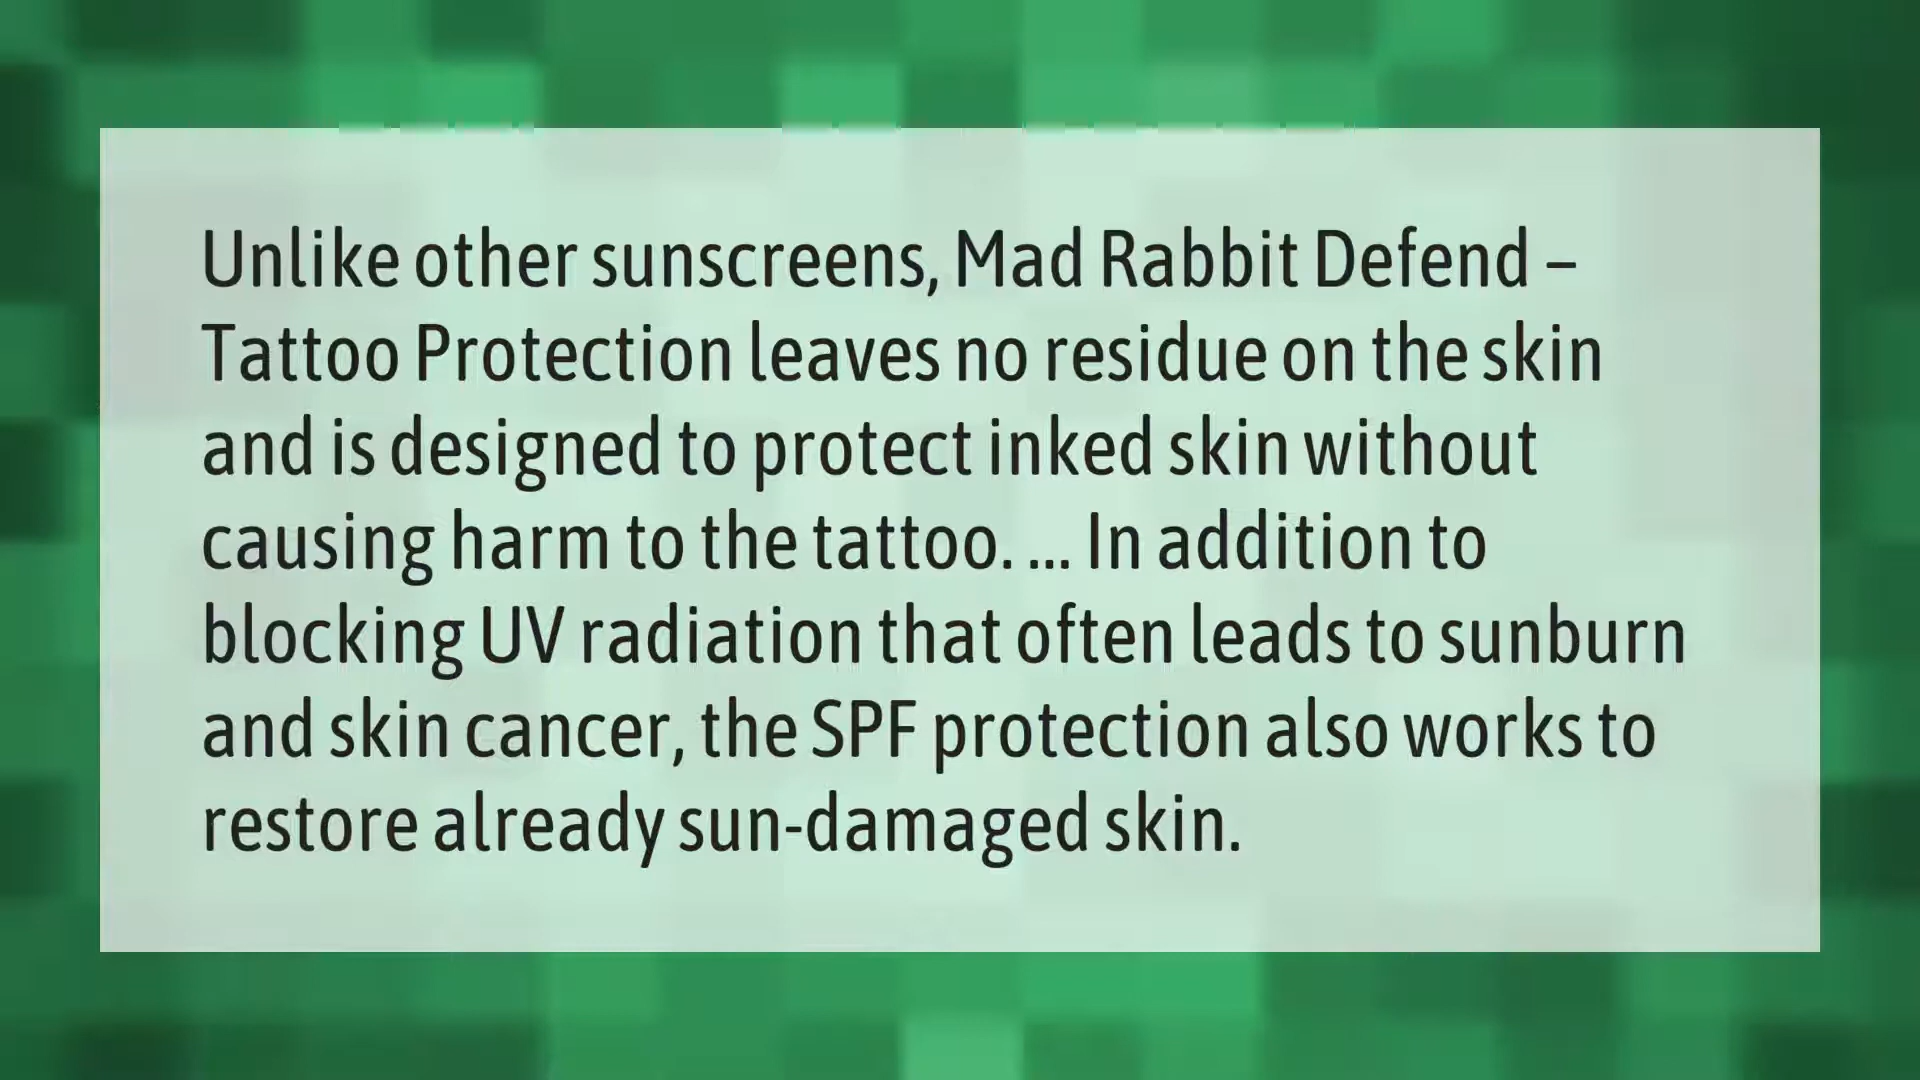 Unlike other sunscreens, Mad Rabbit Defend –
Tattoo Protection leaves no residue on the skin
and is designed to protect inked skin without
causing harm to the tattoo. ... In addition to
blocking UV radiation that often leads to sunburn
and skin cancer, the SPF protection also works to
restore already sun-damaged skin.